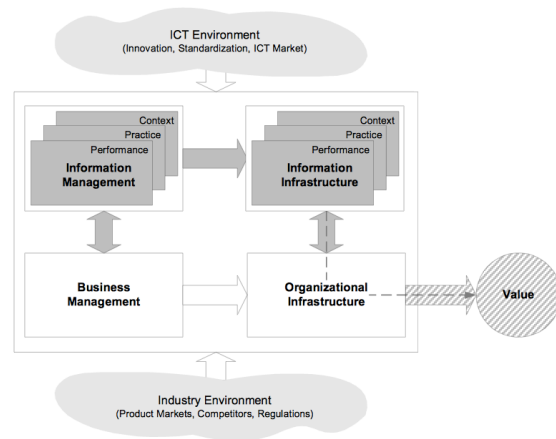 ICT Environment
(Innovation, Standardization, ICT Market)
Context
Practice
Performance
Information
Management
Context
Practice
Performance
Information
Infrastructure
Business
Management
Organizational
Infrastructure
Value
Industry Environment
(Product Markets, Competitors, Regulations)